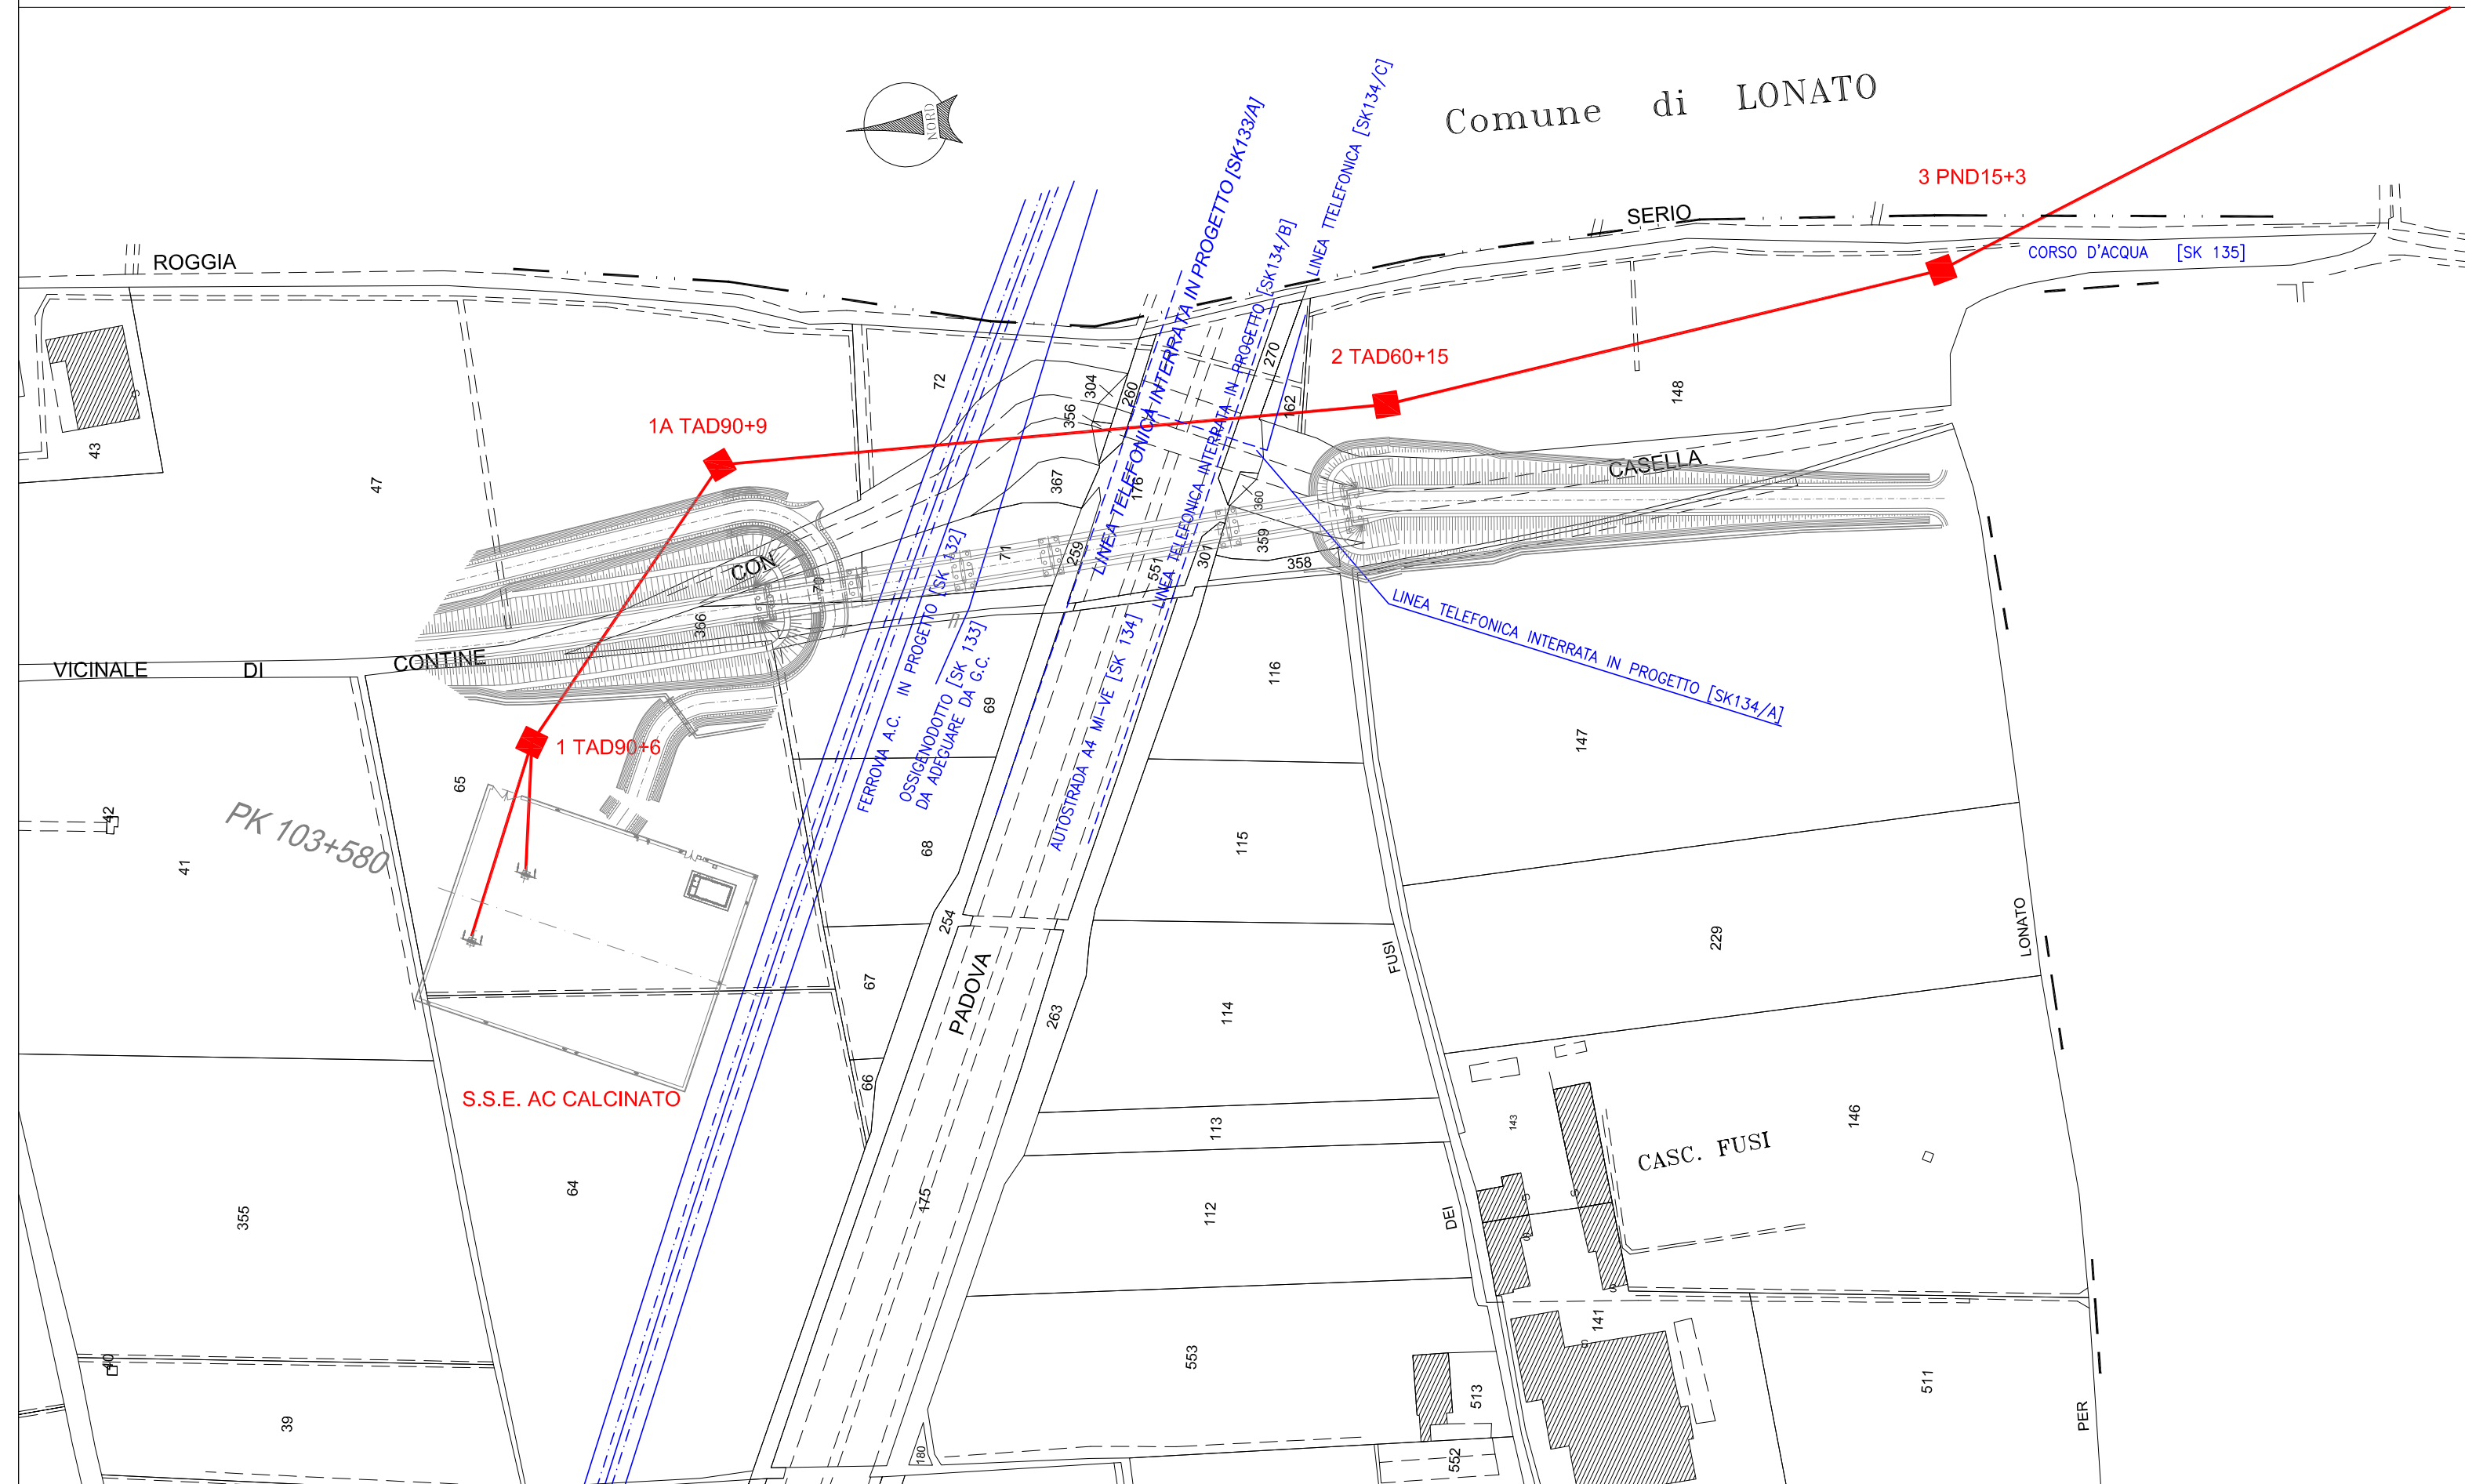 Comune di LONATO
NORD
LINEA TELEFONICA INTERRATA IN PROGETTO [SK133/A]
LINEA TTELEFONICA [SK134/C]
LINEA TELEFONICA INTERRATA IN PROGETTO [SK134/B]
3 PND15+3
SERIO
CORSO D'ACQUA [SK 135]
ROGGIA
2 TAD60+15
1A TAD90+9
43
47
72
304
356
260
270
162
148
367
176
360
359
358
CASELLA
CON
70
71
259
551
301
366
VICINALE DI CONTINE
1 TAD90+6
FERROVIA A.C. IN PROGETTO [SK 132]
OSSIGENODOTTO [SK 133]
DA ADEGUARE DA G.C.
AUTOSTRADA A4 MI-VE [SK 134]
LINEA TELEFONICA INTERRATA IN PROGETTO [SK134/A]
69
116
147
65
42
PK 103+580
41
68
115
254
67
PADOVA
263
114
FUSI
229
LONATO
66
S.S.E. AC CALCINATO
113
143
146
CASC. FUSI
64
355
475
112
DEI
S
S
S
S
S
S
141
40
39
553
513
511
PER
180
552